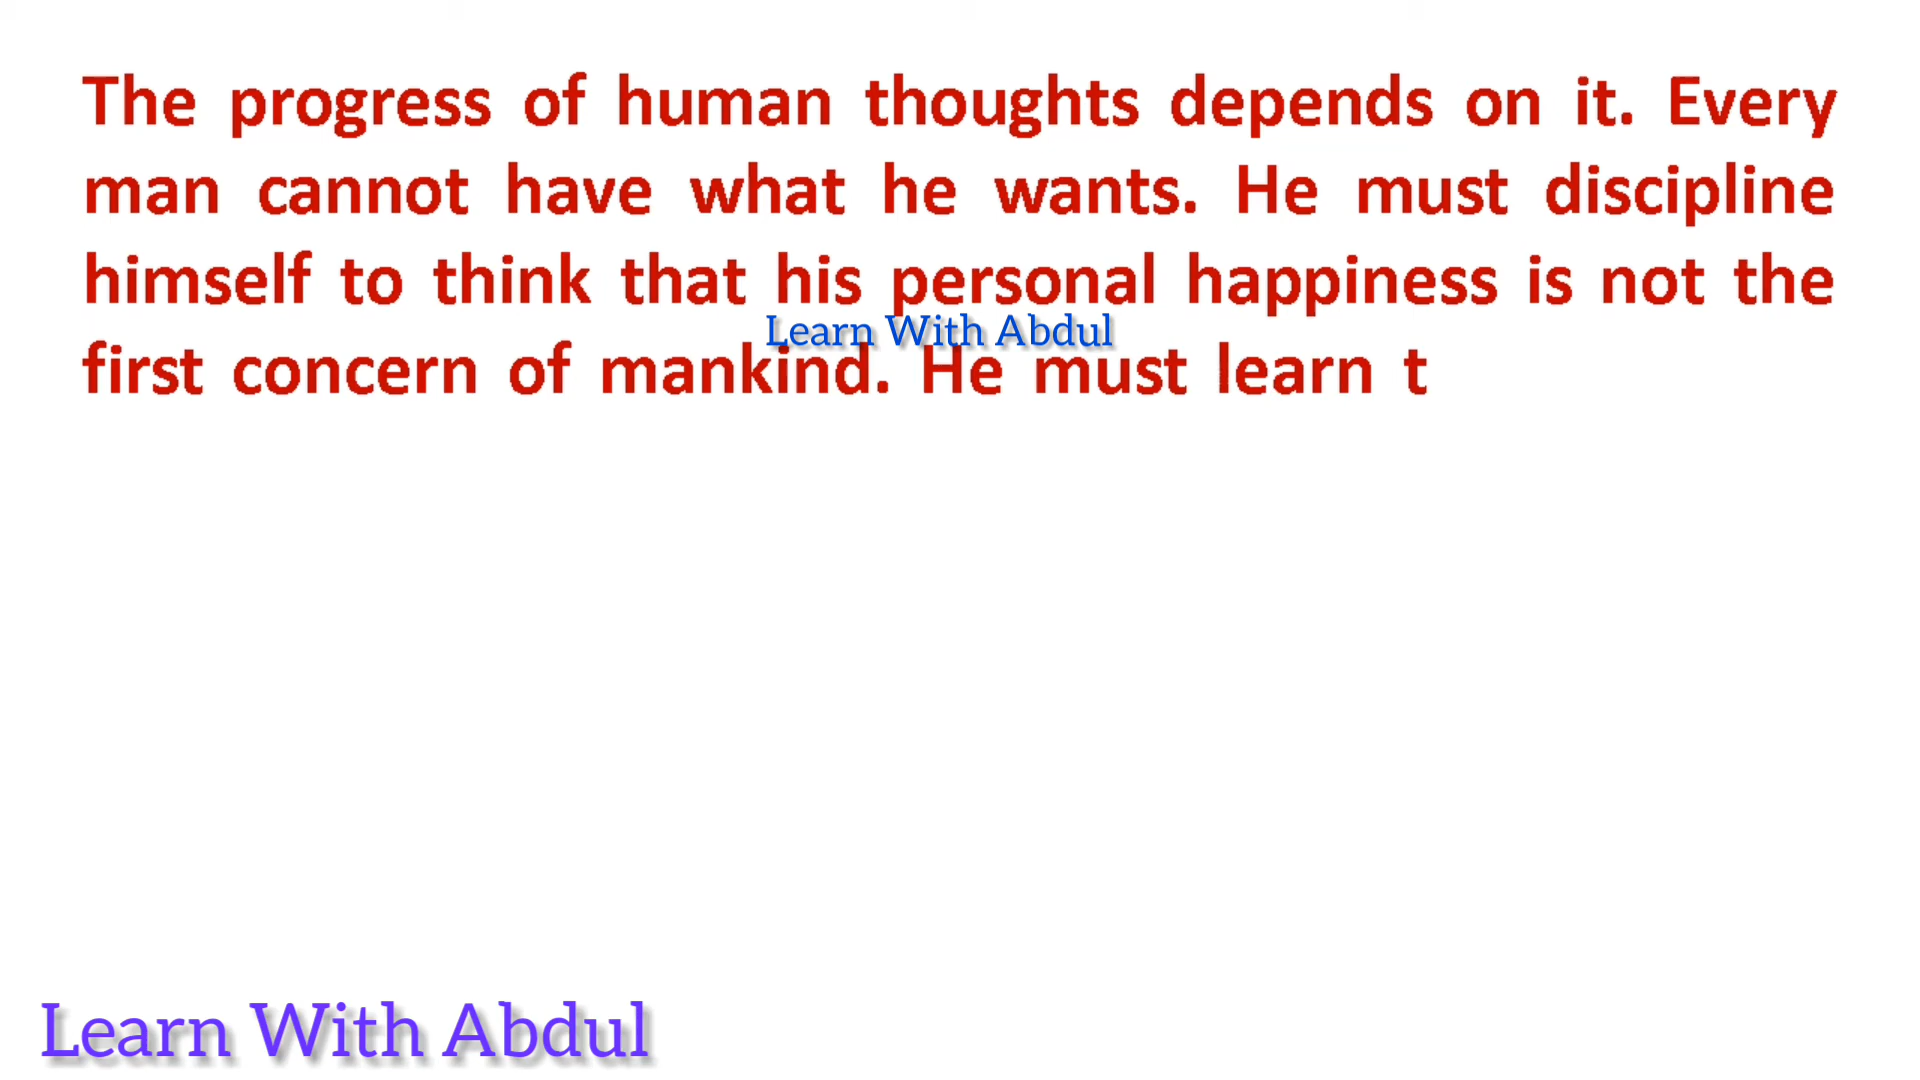 The progress of human thoughts depends on it. Every
man cannot have what he wants. He must discipline
himself to think that his personal happiness is not the
Learn With Abdul
first concern of mankind. He must learn t
Learn With Abdul